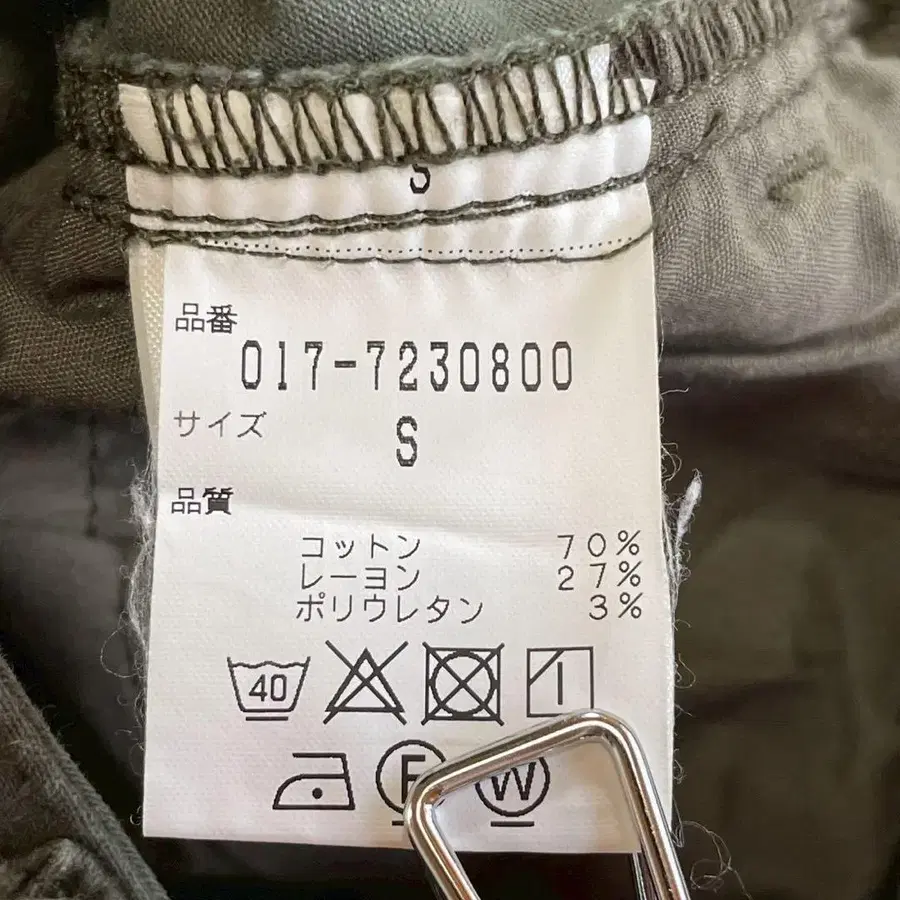 S
品番
017-7230800
サイズ
S
品質
コットン 70%
レーヨン 27%
ポリウレタン 3%
40
F
W